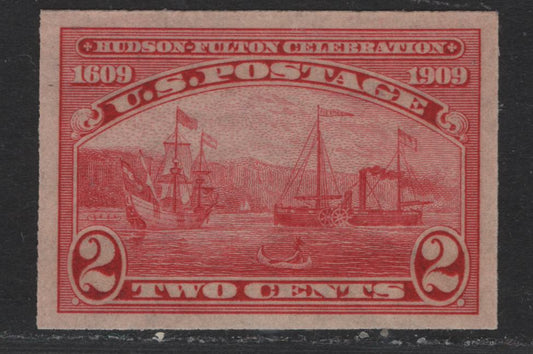 HUDSON-FULTON CELEBRATION
1609 1909
U.S. POSTAGE
2 TWO CENTS 2